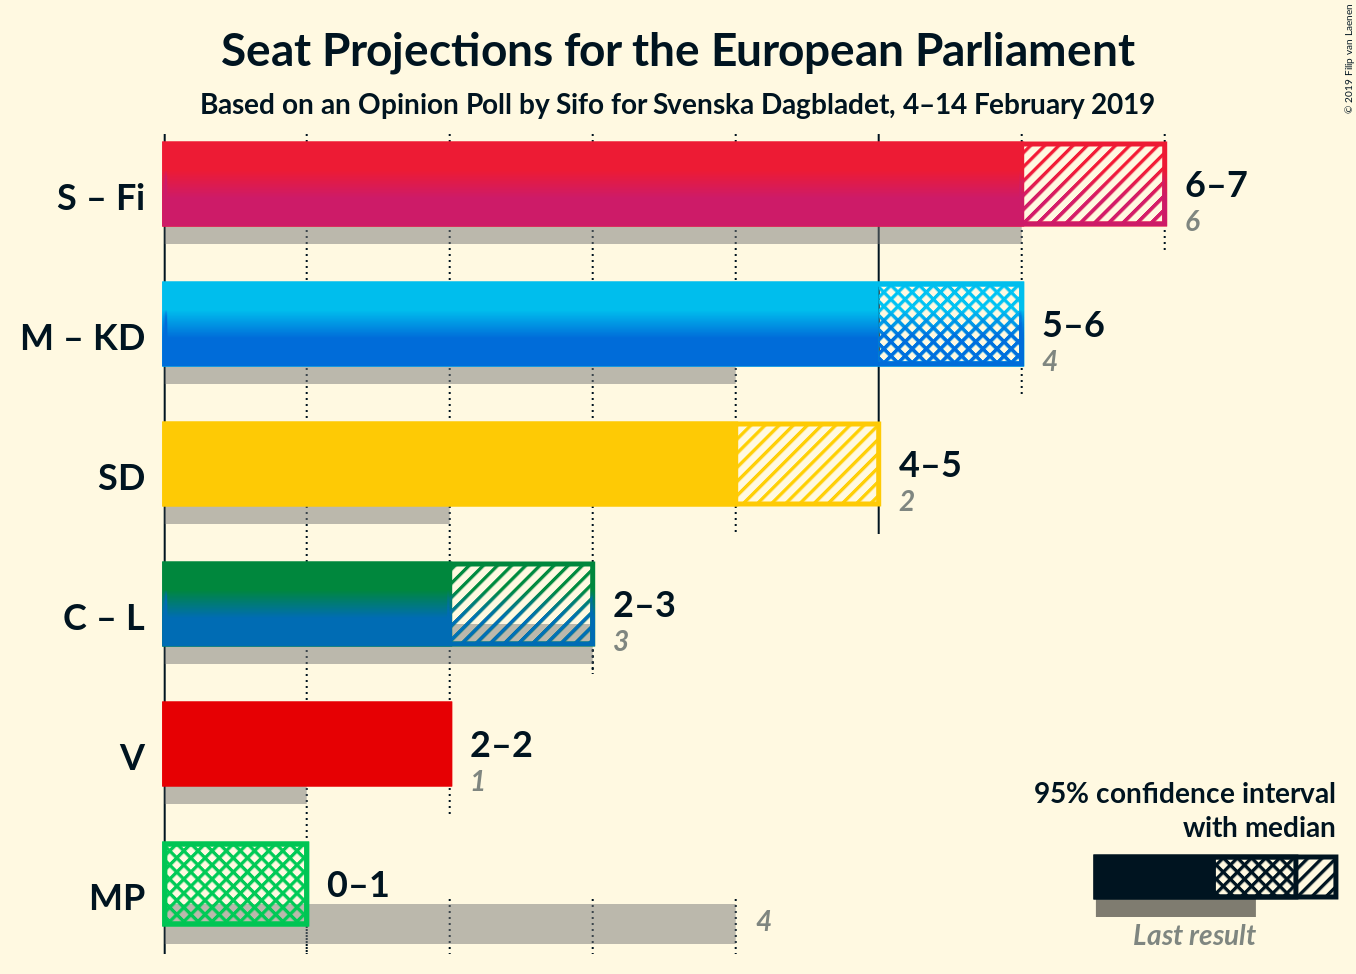 Seat Projections for the European Parliament
Based on an Opinion Poll by Sifo for Svenska Dagbladet, 4–14 February 2019
© 2019 Filip van Laenen
S – Fi
6–7
6
M – KD
5–6
4
SD
4–5
2
C – L
2–3
3
V
2–2
1
MP
0–1
4
95% confidence interval
with median
Last result